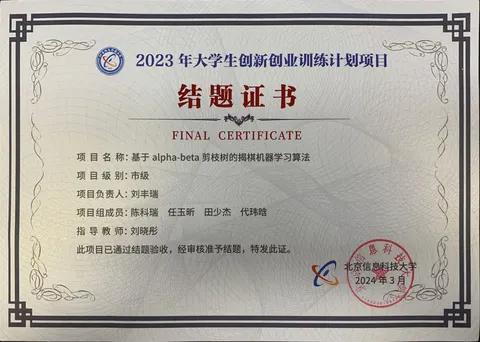 2023 年大学生创新创业训练计划项目
结题证书
FINAL CERTIFICATE
项目名称：基于 alpha-beta 剪枝树的揭棋机器学习算法
项目级别：市级
项目负责人：刘丰瑞
项目组成员：陈科瑞 任玉昕 田少杰 代玮晗
指导教师：刘晓彤
此项目已通过结题验收，经审核准予结题，特发此证。
北京信息科技大学
2024 年 3 月